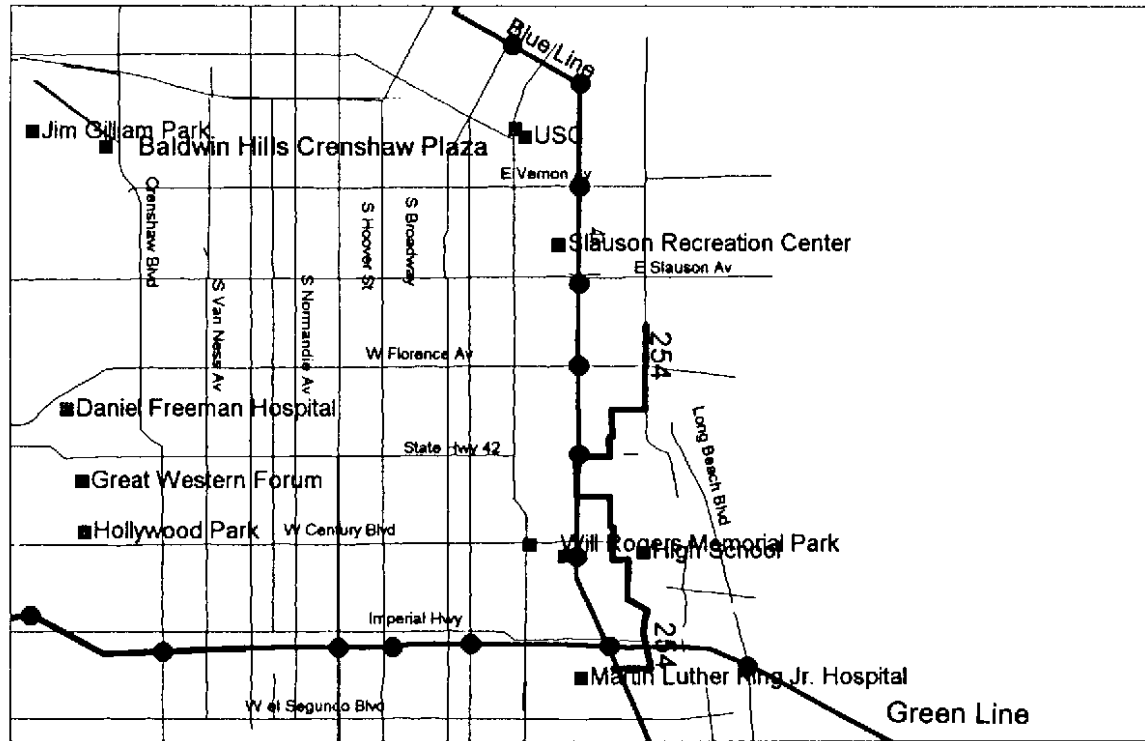 Blue Line
Jim Gilliam Park
Baldwin Hills Crenshaw Plaza
USC
E Vernon Av
Crenshaw Blvd
S Hoover St
S Broadway
Slauson Recreation Center
E Slauson Av
S Van Ness Av
S Normandie Av
W Florence Av
254
Daniel Freeman Hospital
Long Beach Blvd
State Hwy 42
Great Western Forum
Hollywood Park
W Century Blvd
Will Rogers Memorial Park
High School
Imperial Hwy
254
Martin Luther King Jr. Hospital
W el Segundo Blvd
Green Line